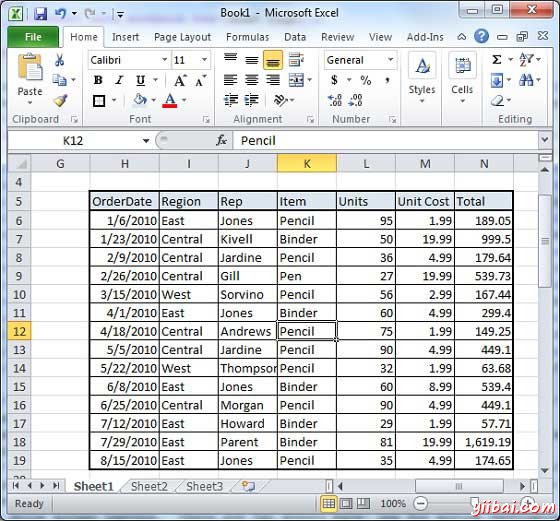 Book1 - Microsoft Excel
File Home Insert Page Layout Formulas Data Review View Add-Ins
Paste Calibri 11 General Styles Cells
Clipboard Font Alignment Number Editing
K12 fx Pencil
G H I J K L M N
4
5 OrderDate Region Rep Item Units Unit Cost Total
6 1/6/2010 East Jones Pencil 95 1.99 189.05
7 1/23/2010 Central Kivell Binder 50 19.99 999.5
8 2/9/2010 Central Jardine Pencil 36 4.99 179.64
9 2/26/2010 Central Gill Pen 27 19.99 539.73
10 3/15/2010 West Sorvino Pencil 56 2.99 167.44
11 4/1/2010 East Jones Binder 60 4.99 299.4
12 4/18/2010 Central Andrews Pencil 75 1.99 149.25
13 5/5/2010 Central Jardine Pencil 90 4.99 449.1
14 5/22/2010 West Thompson Pencil 32 1.99 63.68
15 6/8/2010 East Jones Binder 60 8.99 539.4
16 6/25/2010 Central Morgan Pencil 90 4.99 449.1
17 7/12/2010 East Howard Binder 29 1.99 57.71
18 7/29/2010 East Parent Binder 81 19.99 1,619.19
19 8/15/2010 East Jones Pencil 35 4.99 174.65
Sheet1 Sheet2 Sheet3
Ready 100%
yiibai.com